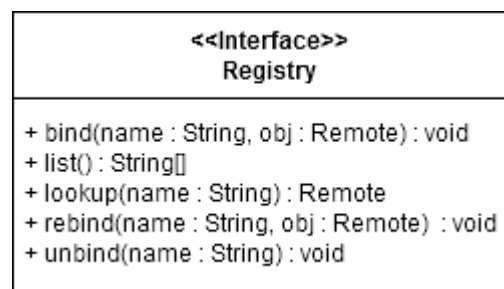 <<Interface>>
Registry
+ bind(name : String, obj : Remote) : void
+ list() : String[]
+ lookup(name : String) : Remote
+ rebind(name : String, obj : Remote) : void
+ unbind(name : String) : void